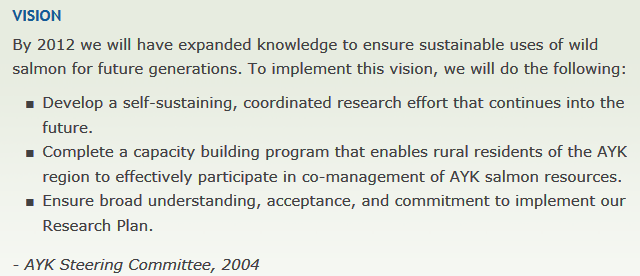 VISION
By 2012 we will have expanded knowledge to ensure sustainable uses of wild
salmon for future generations. To implement this vision, we will do the following:
▪ Develop a self-sustaining, coordinated research effort that continues into the
future.
▪ Complete a capacity building program that enables rural residents of the AYK
region to effectively participate in co-management of AYK salmon resources.
▪ Ensure broad understanding, acceptance, and commitment to implement our
Research Plan.
- AYK Steering Committee, 2004